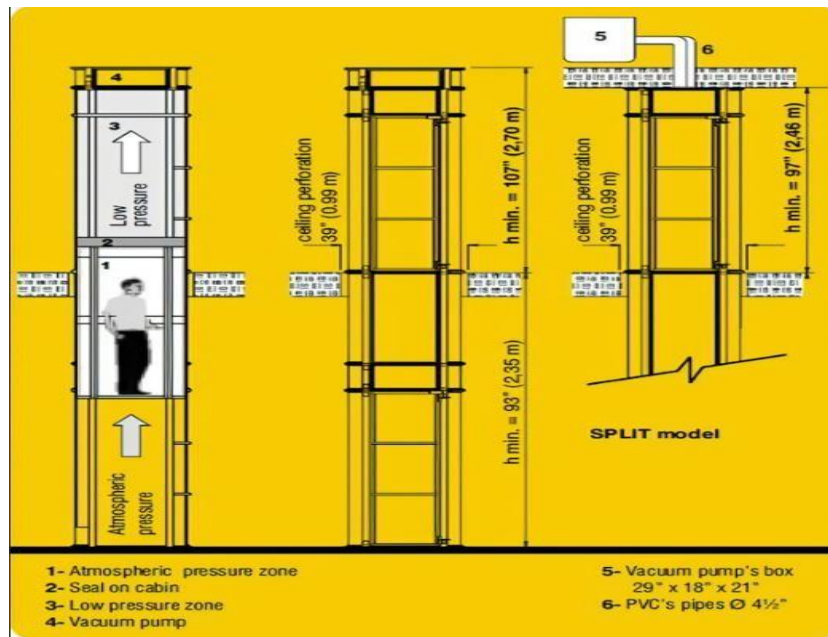 5
6
4
3
Low
pressure
2
1
Atmospheric
pressure
ceiling perforation
39" (0.99 m)
h min. = 107" (2,70 m)
h min. = 93" (2,35 m)
ceiling perforation
39" (0.99 m)
h min. = 97" (2,46 m)
SPLIT model
1- Atmospheric pressure zone
2- Seal on cabin
3- Low pressure zone
4- Vacuum pump
5- Vacuum pump's box
29" x 18" x 21"
6- PVC's pipes Ø 4½"